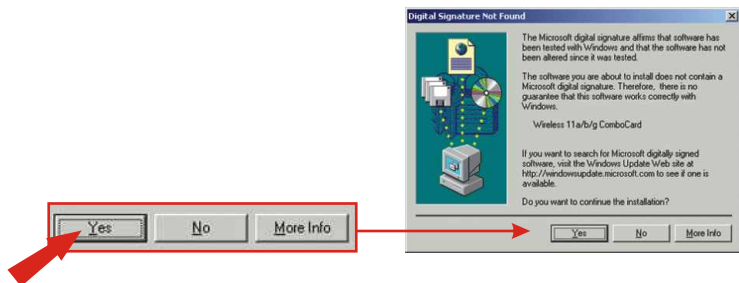 Digital Signature Not Found
The Microsoft digital signature affirms that software has
been tested with Windows and that the software has not
been altered since it was tested.
The software you are about to install does not contain a
Microsoft digital signature. Therefore, there is no
guarantee that this software works correctly with
Windows.
Wireless 11a/b/g ComboCard
If you want to search for Microsoft digitally signed
software, visit the Windows Update Web site at
http://windowsupdate.microsoft.com to see if one is
available.
Do you want to continue the installation?
Yes No More Info
Yes No More Info